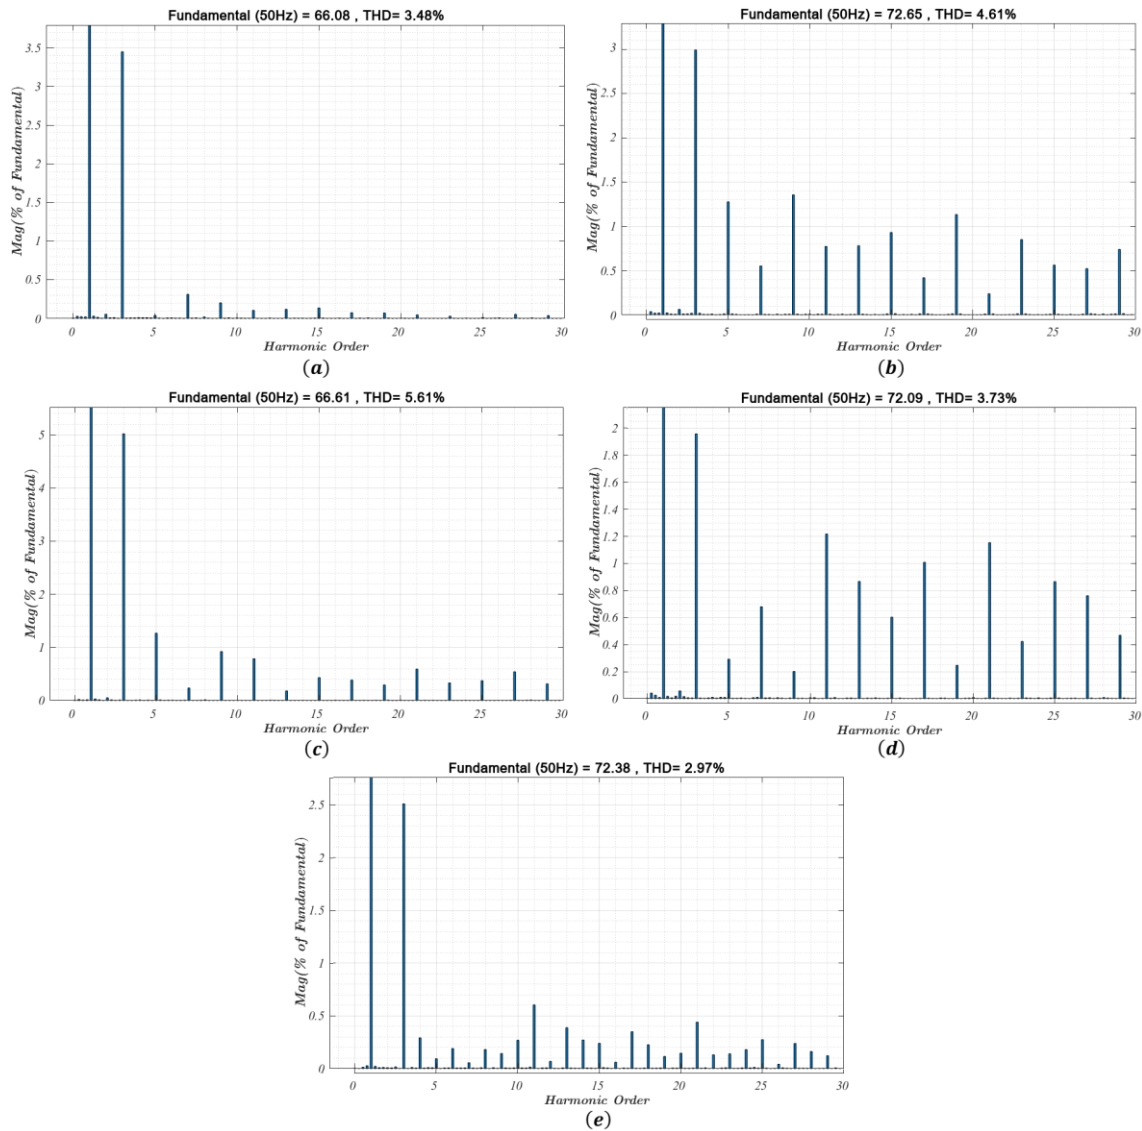 Fundamental (50Hz) = 66.08 , THD= 3.48%
Mag(% of Fundamental)
3.5
3
2.5
2
1.5
1
0.5
0
0 5 10 15 20 25 30
Harmonic Order
(a)
Fundamental (50Hz) = 72.65 , THD= 4.61%
Mag(% of Fundamental)
3
2.5
2
1.5
1
0.5
0
0 5 10 15 20 25 30
Harmonic Order
(b)
Fundamental (50Hz) = 66.61 , THD= 5.61%
Mag(% of Fundamental)
5
4
3
2
1
0
0 5 10 15 20 25 30
Harmonic Order
(c)
Fundamental (50Hz) = 72.09 , THD= 3.73%
Mag(% of Fundamental)
2
1.8
1.6
1.4
1.2
1
0.8
0.6
0.4
0.2
0
0 5 10 15 20 25 30
Harmonic Order
(d)
Fundamental (50Hz) = 72.38 , THD= 2.97%
Mag(% of Fundamental)
2.5
2
1.5
1
0.5
0
0 5 10 15 20 25 30
Harmonic Order
(e)